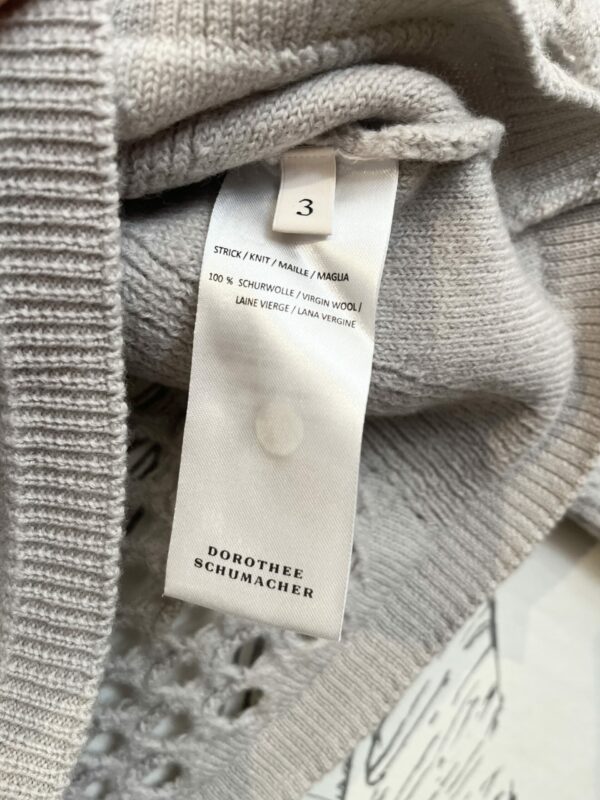 3
STRICK / KNIT / MAILLE / MAGLIA
100 % SCHURWOLLE / VIRGIN WOOL /
LAINE VIERGE / LANA VERGINE
DOROTHEE
SCHUMACHER